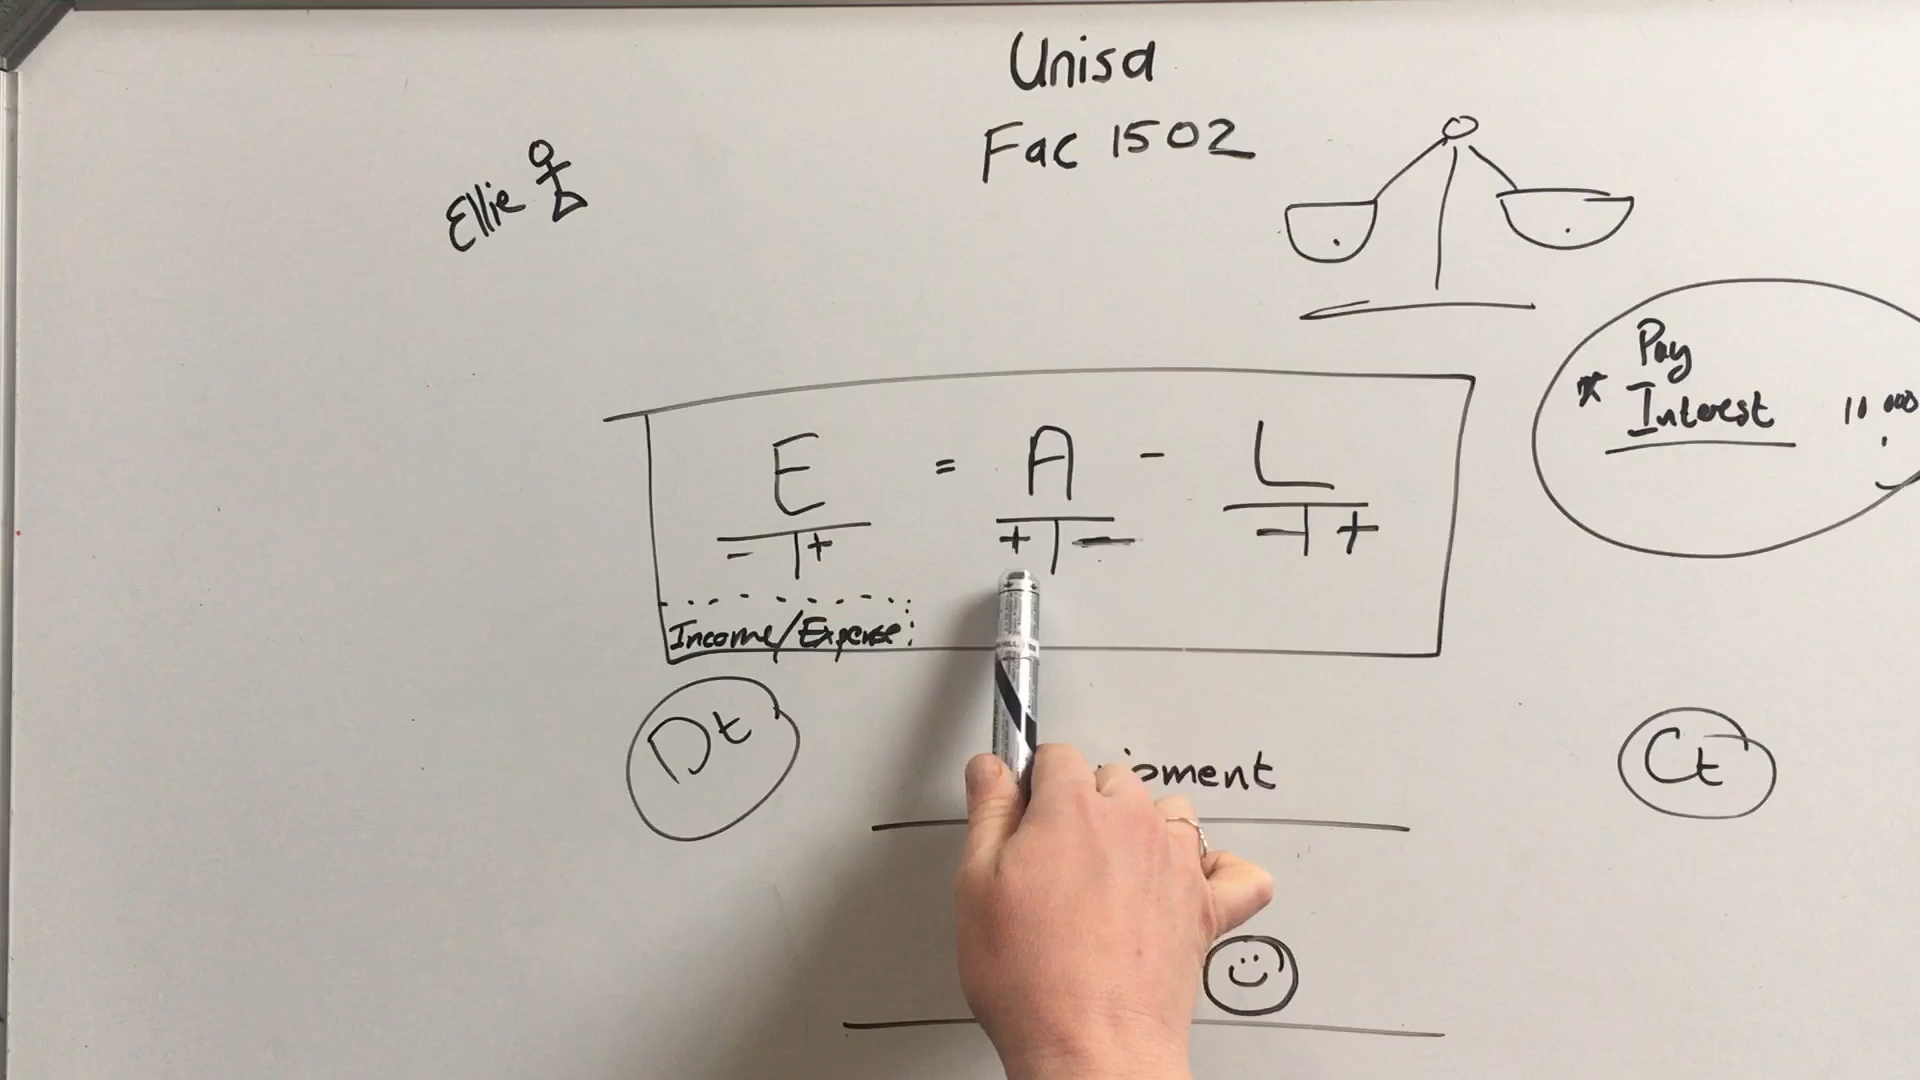 Unisa
Fac 1502
Ellie
Pay
* Interest
E = A - L
- + + - - +
Income/Expense
Dt
Ct